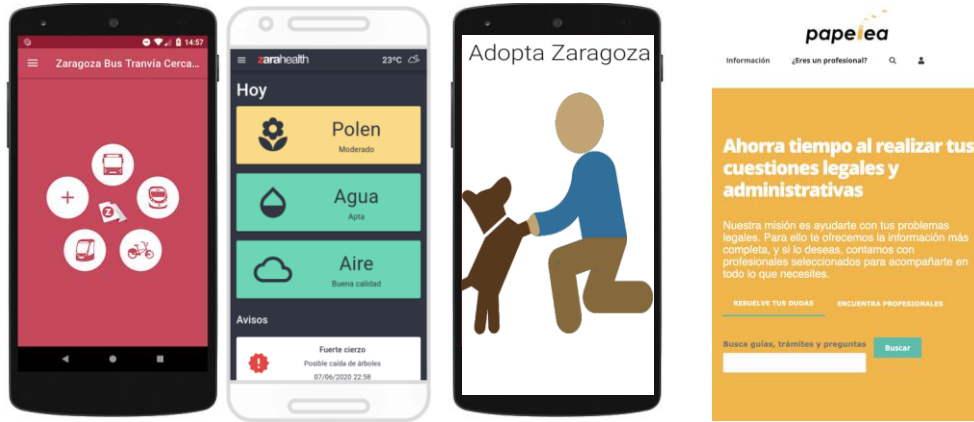 14:57
Zaragoza Bus Tranvía Cerca...
zarahealth
23ºC
Hoy
Polen
Moderado
Agua
Apta
Aire
Buena calidad
Avisos
Fuerte cierzo
Posible caída de árboles
07/06/2020 22:58
Adopta Zaragoza
papelea
Información
¿Eres un profesional?
Ahorra tiempo al realizar tus
cuestiones legales y
administrativas
Nuestra misión es ayudarte con tus problemas
legales. Para ello te ofrecemos la información más
completa, y si lo deseas, contamos con
profesionales seleccionados para acompañarte en
todo lo que necesites.
RESUELVE TUS DUDAS
ENCUENTRA PROFESIONALES
Busca guías, trámites y preguntas
Buscar